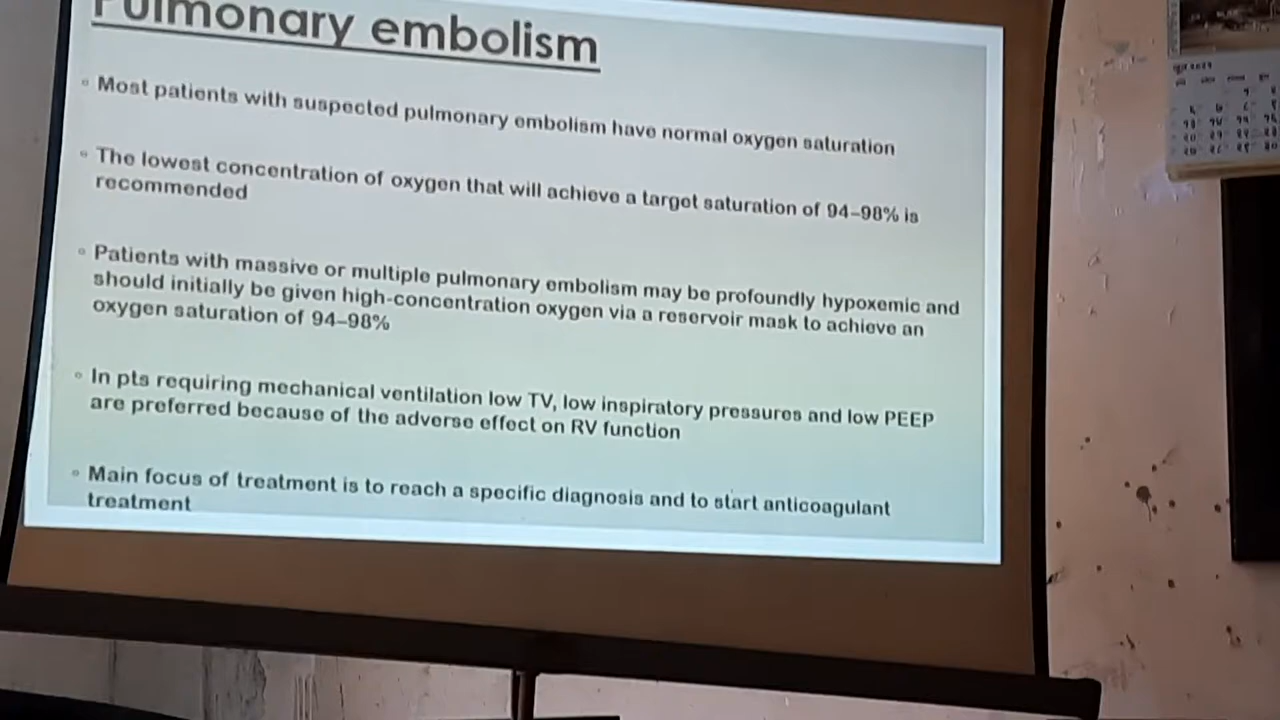 Pulmonary embolism
Most patients with suspected pulmonary embolism have normal oxygen saturation
The lowest concentration of oxygen that will achieve a target saturation of 94–98% is
recommended
Patients with massive or multiple pulmonary embolism may be profoundly hypoxemic and
should initially be given high-concentration oxygen via a reservoir mask to achieve an
oxygen saturation of 94–98%
In pts requiring mechanical ventilation low TV, low inspiratory pressures and low PEEP
are preferred because of the adverse effect on RV function
Main focus of treatment is to reach a specific diagnosis and to start anticoagulant
treatment